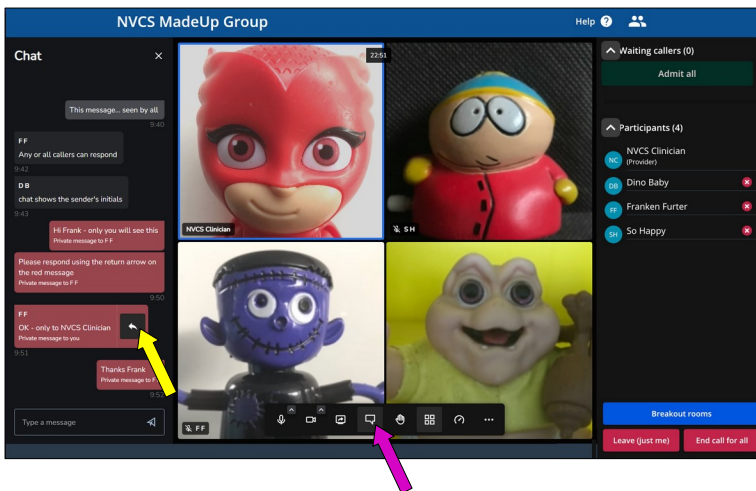 NVCS MadeUp Group
Help
Chat
This message... seen by all
9:40
F F
Any or all callers can respond
9:42
D B
chat shows the sender's initials
9:43
Hi Frank - only you will see this
Private message to F F
Please respond using the return arrow on
the red message
Private message to F F
9:50
F F
OK - only to NVCS Clinician
Private message to you
9:51
Thanks Frank
Private message to F
9:52
Type a message
22:51
NVCS Clinician
S H
F F
Waiting callers (0)
Admit all
Participants (4)
NC
NVCS Clinician
(Provider)
DB
Dino Baby
FF
Franken Furter
SH
So Happy
Breakout rooms
Leave (just me)
End call for all